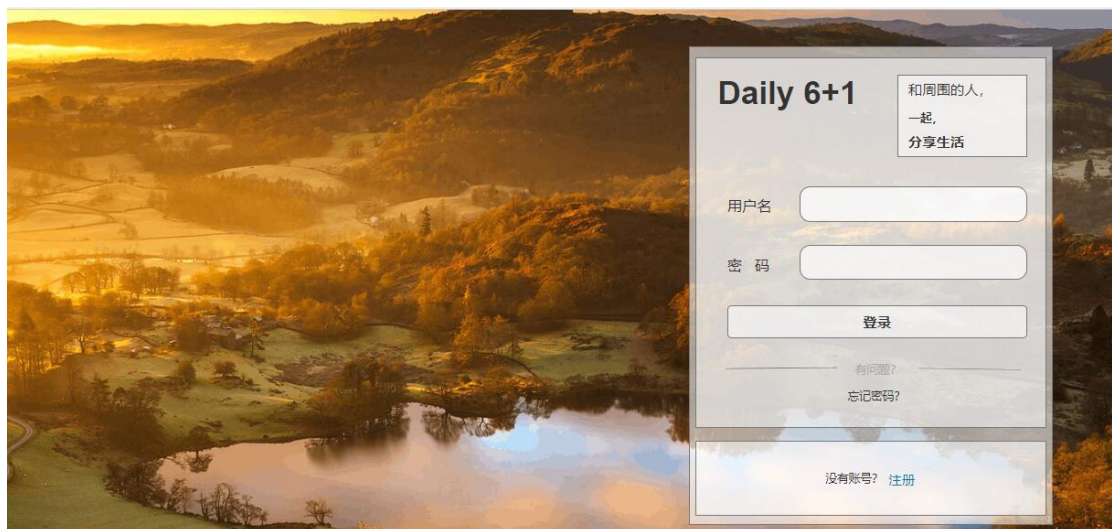 Daily 6+1
和周围的人，
一起，
分享生活
用户名
密 码
登录
有问题?
忘记密码?
没有账号? 注册